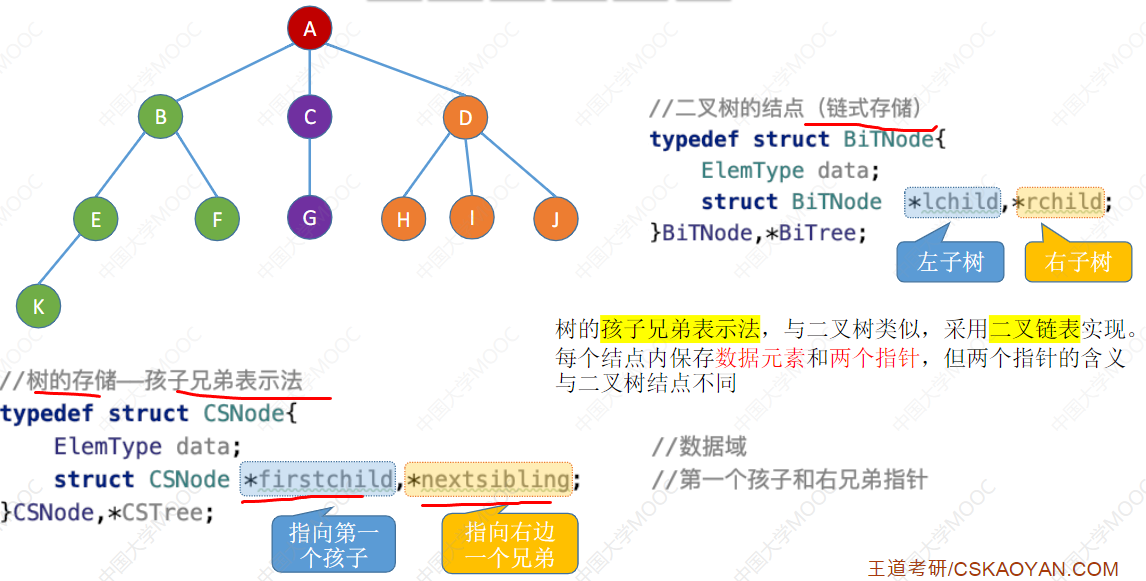 A
B
C
D
E
F
G
H
I
J
K
//二叉树的结点（链式存储）
typedef struct BiTNode{
ElemType data;
struct BiTNode *lchild,*rchild;
}BiTNode,*BiTree;
左子树
右子树
树的孩子兄弟表示法，与二叉树类似，采用二叉链表实现。
每个结点内保存数据元素和两个指针，但两个指针的含义
与二叉树结点不同
//树的存储——孩子兄弟表示法
typedef struct CSNode{
ElemType data; //数据域
struct CSNode *firstchild,*nextsibling; //第一个孩子和右兄弟指针
}CSNode,*CSTree;
指向第一
个孩子
指向右边
一个兄弟
王道考研/CSKAOYAN.COM
中国大学MOOC